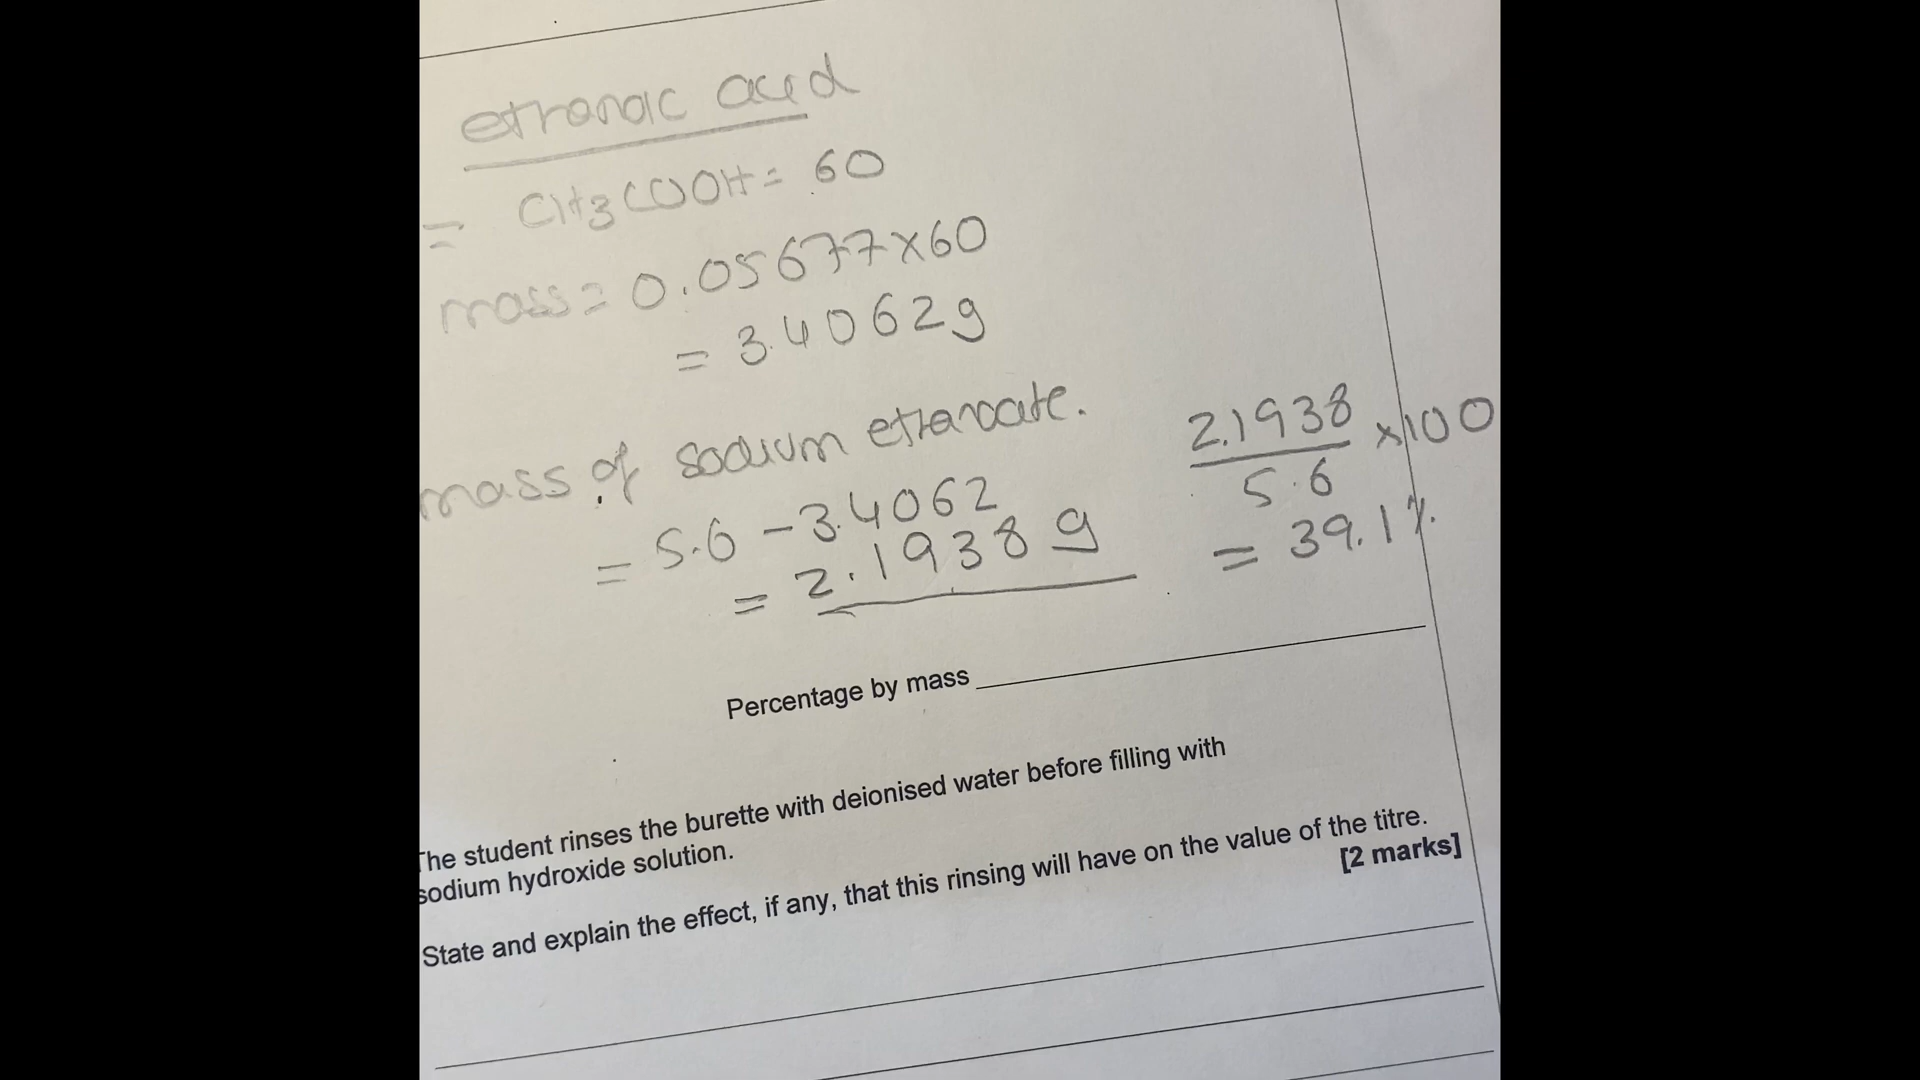 ethanoic acid
= CH3COOH = 60
mass = 0.05677 x 60
= 3.4062g
mass of sodium ethanoate.
= 5.6 - 3.4062
= 2.1938 g
2.1938 x 100
5.6
= 39.1%
Percentage by mass
The student rinses the burette with deionised water before filling with
sodium hydroxide solution.
State and explain the effect, if any, that this rinsing will have on the value of the titre.
[2 marks]